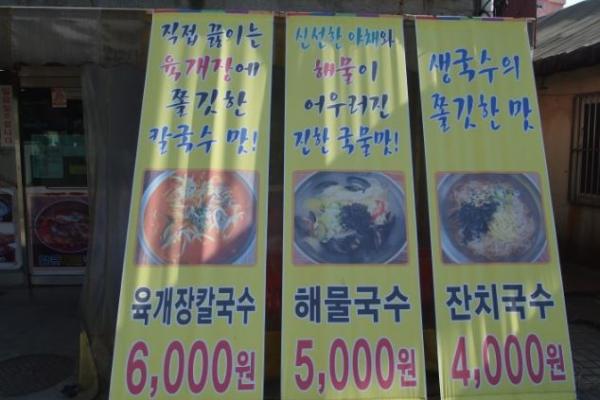 직접 끓이는
육개장에
쫄깃한
칼국수 맛!
육개장칼국수
6,000원
신선한 야채와
해물이
어우러진
진한 국물맛!
해물국수
5,000원
생국수의
쫄깃한 맛
잔치국수
4,000원